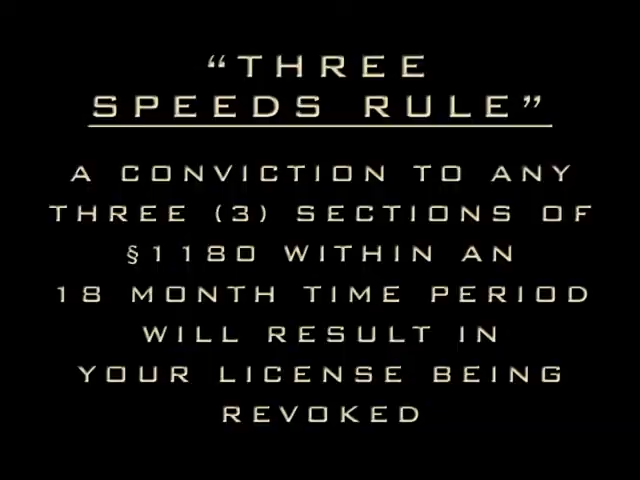 “THREE
SPEEDS RULE”
A CONVICTION TO ANY
THREE (3) SECTIONS OF
§1180 WITHIN AN
18 MONTH TIME PERIOD
WILL RESULT IN
YOUR LICENSE BEING
REVOKED